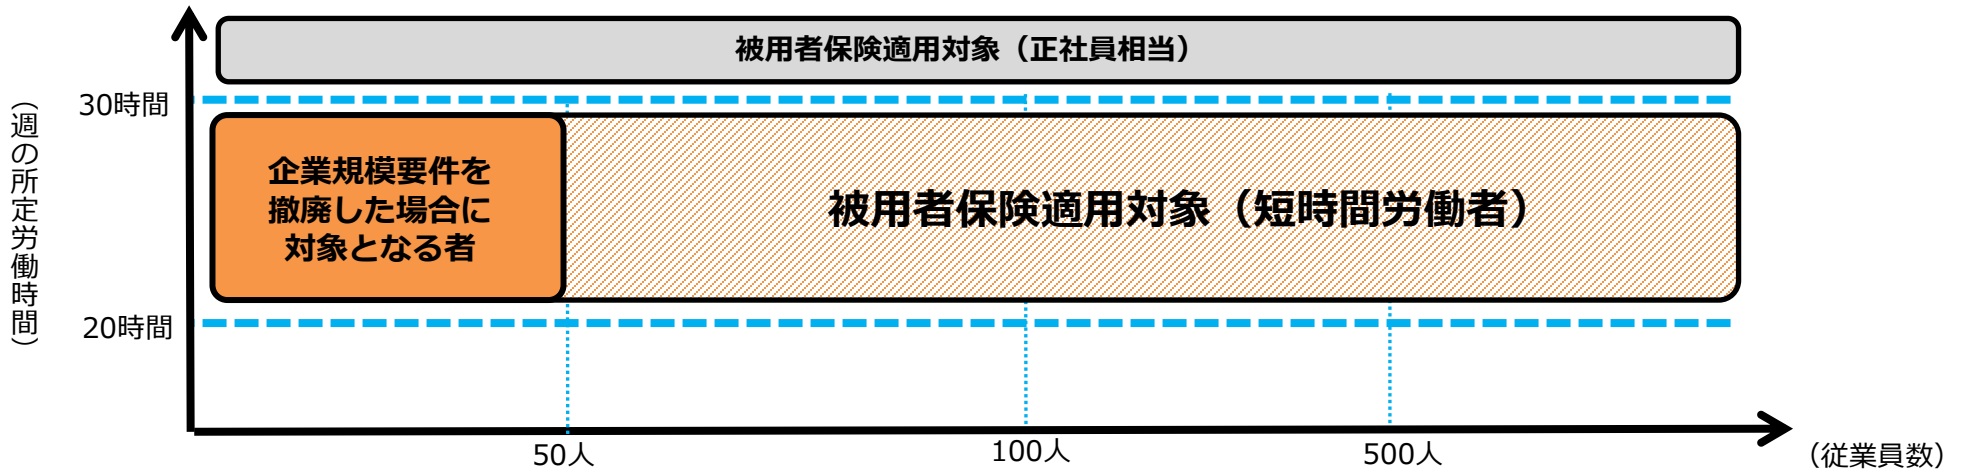 被用者保険適用対象（正社員相当）
30時間
（週の所定労働時間）
企業規模要件を
撤廃した場合に
対象となる者
被用者保険適用対象（短時間労働者）
20時間
50人
100人
500人
（従業員数）